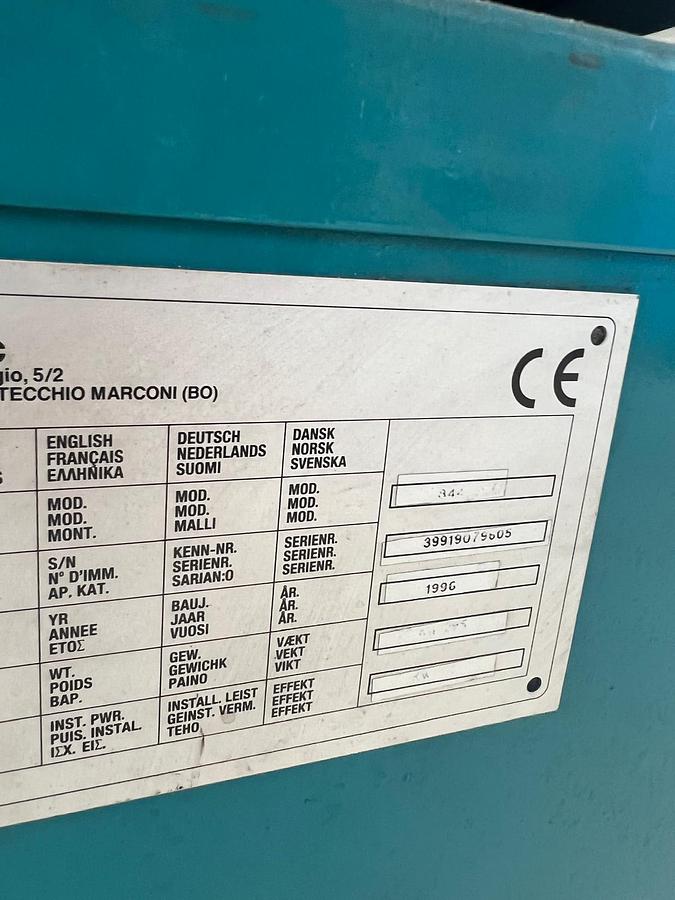 gio, 5/2
TECCHIO MARCONI (BO)
CE
ENGLISH
FRANÇAIS
ΕΛΛΗΝΙΚΑ
DEUTSCH
NEDERLANDS
SUOMI
DANSK
NORSK
SVENSKA
MOD.
MOD.
MONT.
MOD.
MOD.
MALLI
MOD.
MOD.
MOD.
S/N
N° D'IMM.
AP. KAT.
KENN-NR.
SERIENR.
SARJAN:O
SERIENR.
SERIENR.
SERIENR.
39919079605
YR
ANNEE
ΕΤΟΣ
BAUJ.
JAAR
VUOSI
ÅR.
ÅR.
ÅR.
1996
WT.
POIDS
BAP.
GEW.
GEWICHK
PAINO
VÆKT
VEKT
VIKT
INST. PWR.
PUIS. INSTAL.
ΙΣΧ. ΕΙΣ.
INSTALL. LEIST
GEINST. VERM.
TEHO
EFFEKT
EFFEKT
EFFEKT